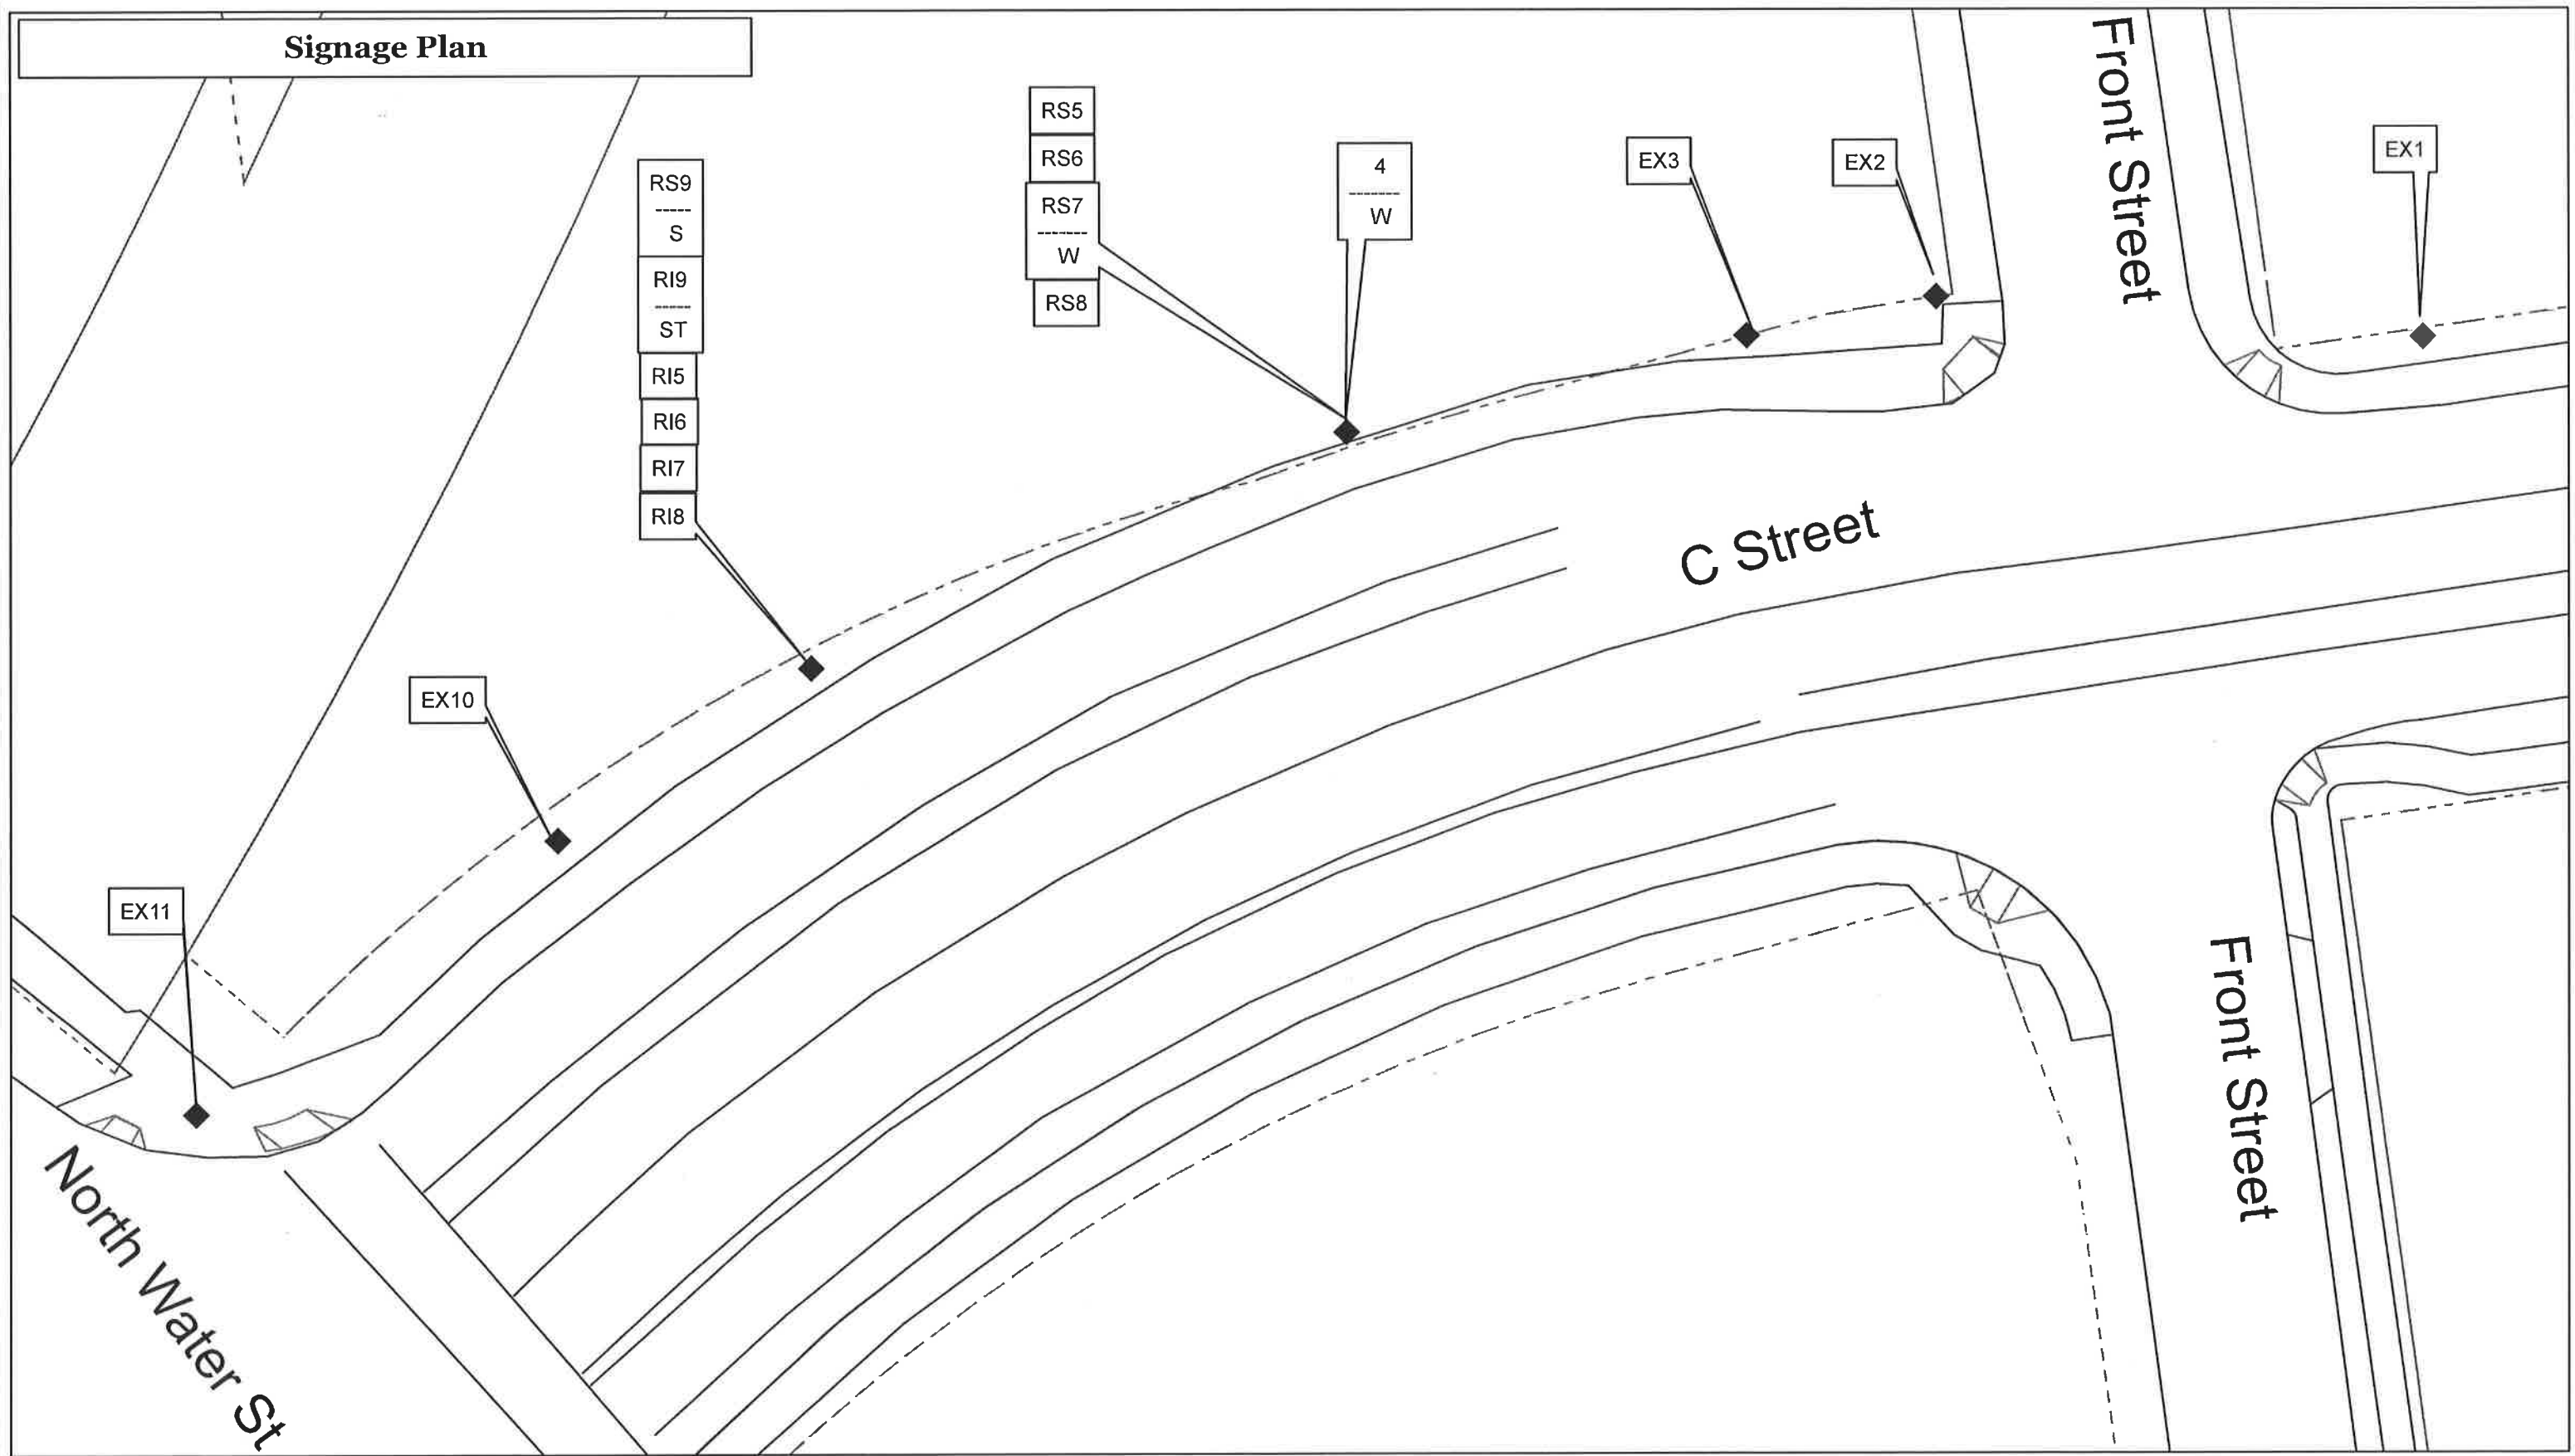 Signage Plan
RS9
-----
S
RI9
-----
ST
RI5
RI6
RI7
RI8
RS5
RS6
RS7
-------
W
RS8
4
-------
W
EX3
EX2
Front Street
EX1
C Street
EX10
EX11
North Water St
Front Street